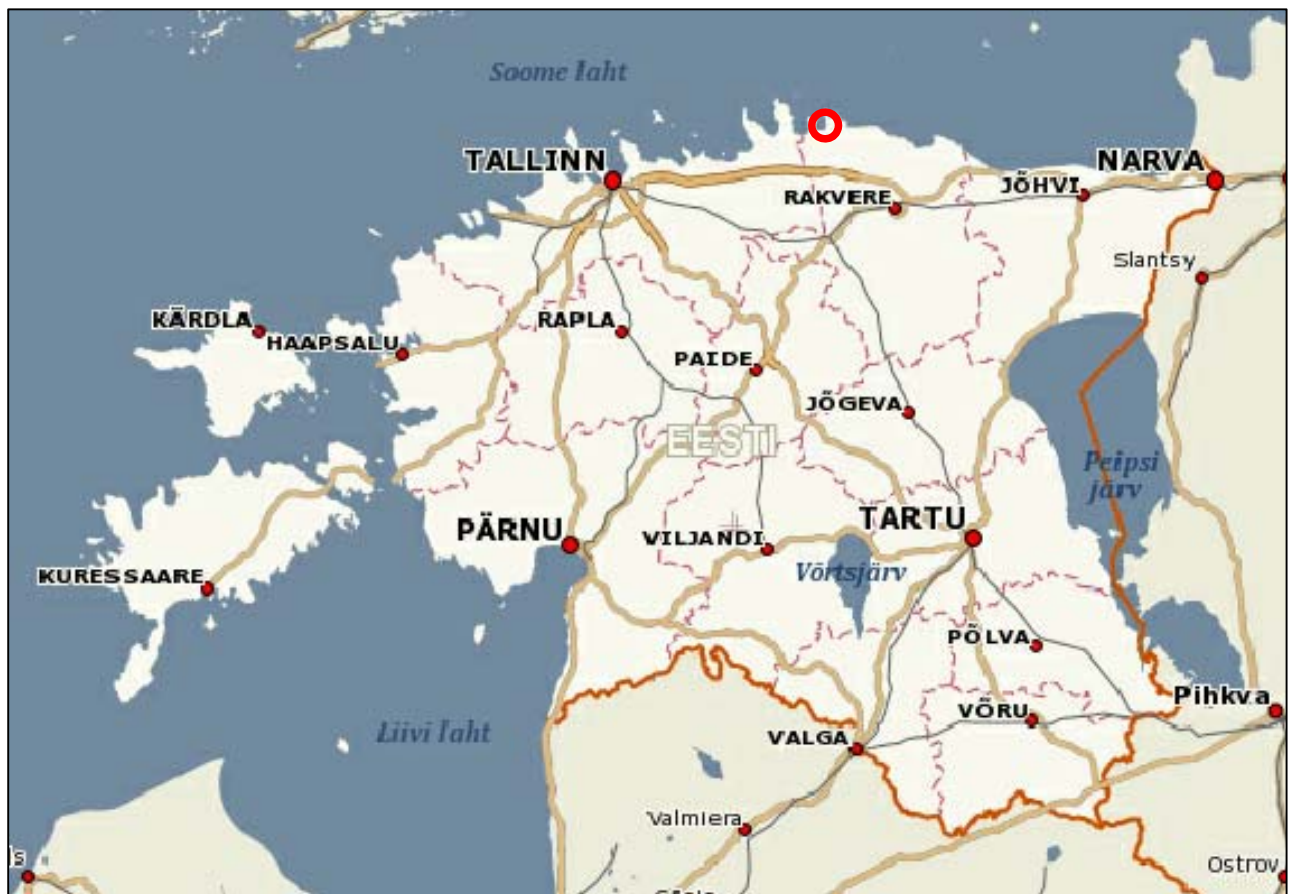 Soome laht
TALLINN
NARVA
RAKVERE
JÕHVI
Slantsy
KÄRDLA
HAAPSALU
RAPLA
PAIDE
JÕGEVA
EESTI
Peipsi
järv
PÄRNU
VILJANDI
TARTU
Võrtsjärv
KURESSAARE
PÕLVA
Pihkva
VÕRU
Liivi laht
VALGA
Valmiera
Ostrov